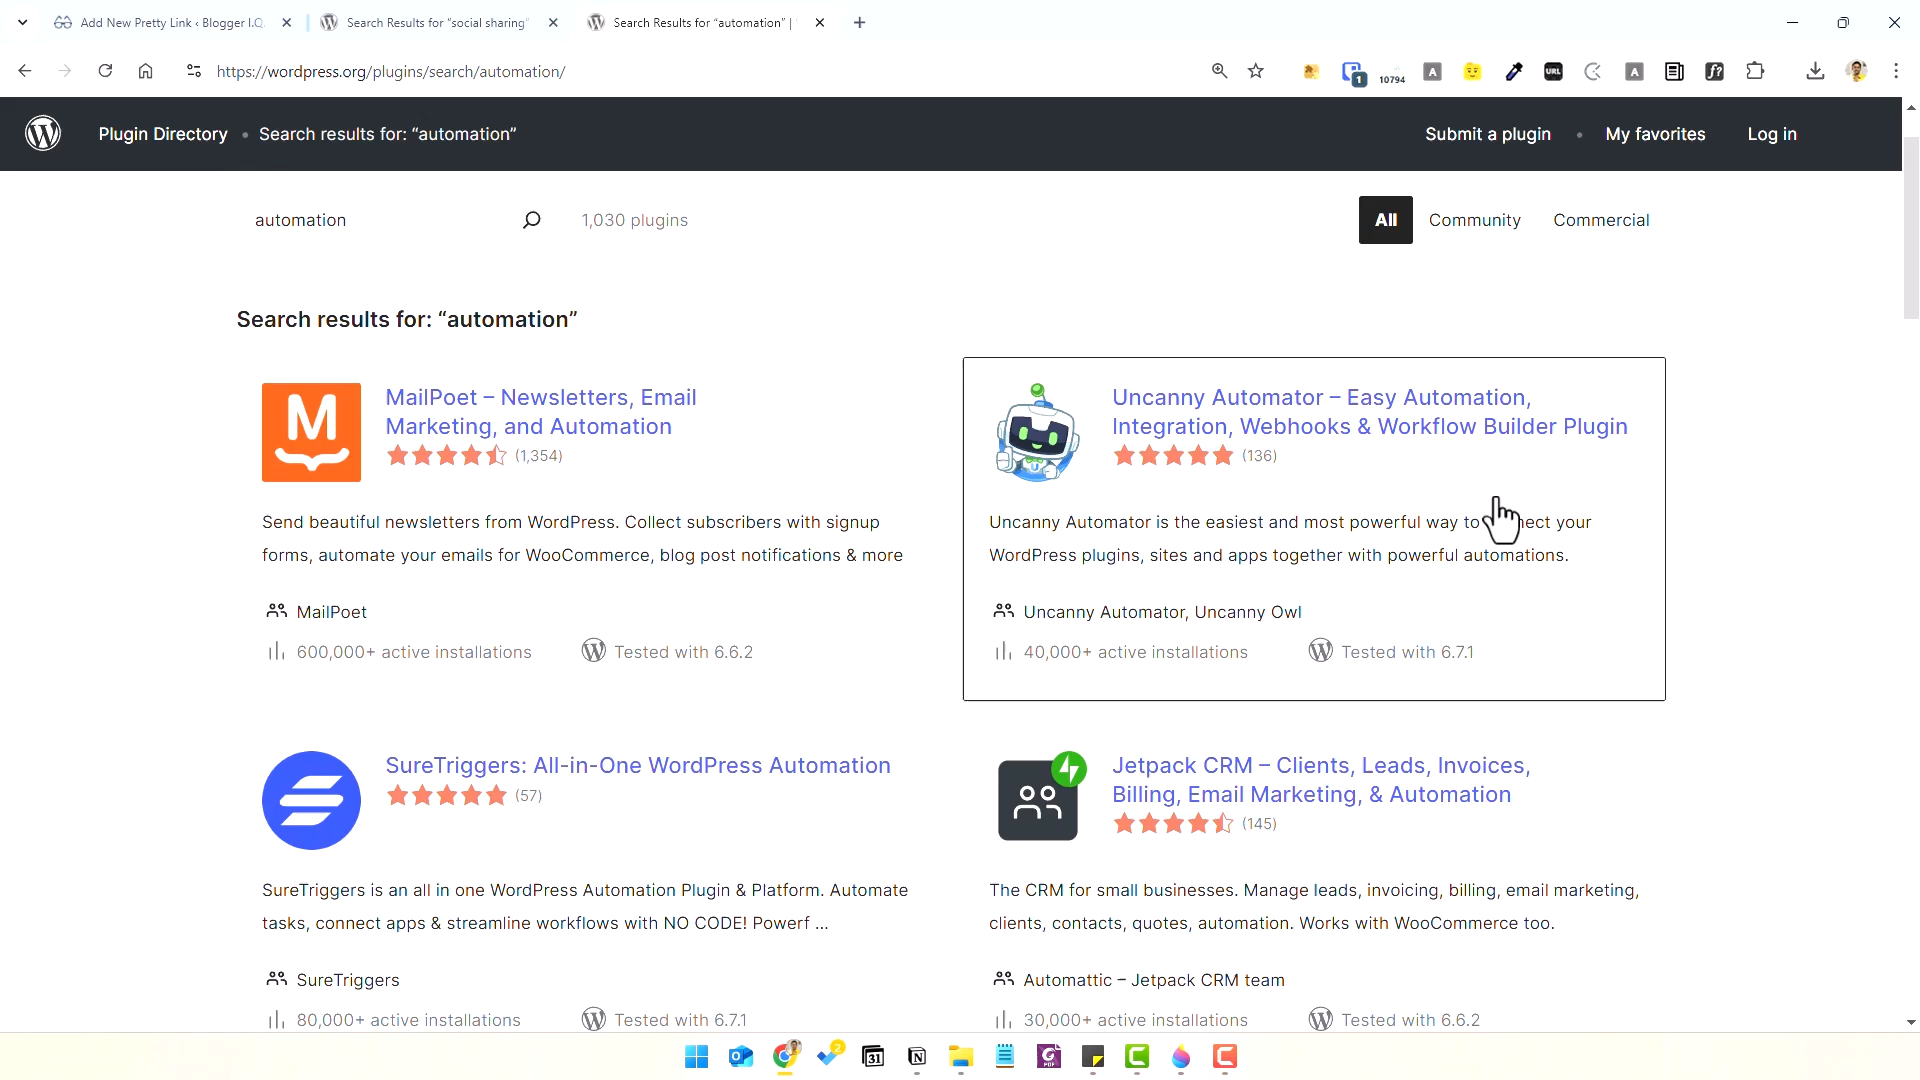 Add New Pretty Link ‹ Blogger I.Q.
Search Results for “social sharing”
Search Results for “automation” |
https://wordpress.org/plugins/search/automation/
1
10794
A
URL
A
f?
Plugin Directory • Search results for: “automation”
Submit a plugin • My favorites Log in
automation
1,030 plugins
All Community Commercial
Search results for: “automation”
MailPoet – Newsletters, Email
Marketing, and Automation
(1,354)
Send beautiful newsletters from WordPress. Collect subscribers with signup
forms, automate your emails for WooCommerce, blog post notifications & more
MailPoet
600,000+ active installations
Tested with 6.6.2
Uncanny Automator – Easy Automation,
Integration, Webhooks & Workflow Builder Plugin
(136)
Uncanny Automator is the easiest and most powerful way to nect your
WordPress plugins, sites and apps together with powerful automations.
Uncanny Automator, Uncanny Owl
40,000+ active installations
Tested with 6.7.1
SureTriggers: All-in-One WordPress Automation
(57)
SureTriggers is an all in one WordPress Automation Plugin & Platform. Automate
tasks, connect apps & streamline workflows with NO CODE! Powerf ...
SureTriggers
80,000+ active installations
Tested with 6.7.1
Jetpack CRM – Clients, Leads, Invoices,
Billing, Email Marketing, & Automation
(145)
The CRM for small businesses. Manage leads, invoicing, billing, email marketing,
clients, contacts, quotes, automation. Works with WooCommerce too.
Automattic – Jetpack CRM team
30,000+ active installations
Tested with 6.6.2
2
31